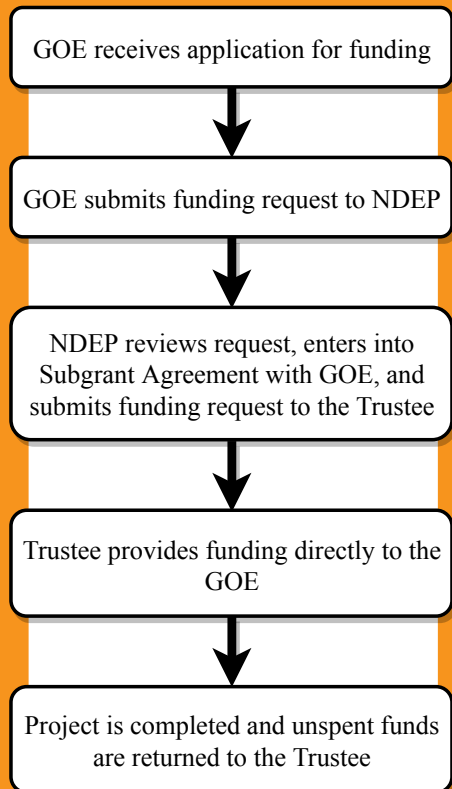 GOE receives application for funding
GOE submits funding request to NDEP
NDEP reviews request, enters into
Subgrant Agreement with GOE, and
submits funding request to the Trustee
Trustee provides funding directly to the
GOE
Project is completed and unspent funds
are returned to the Trustee